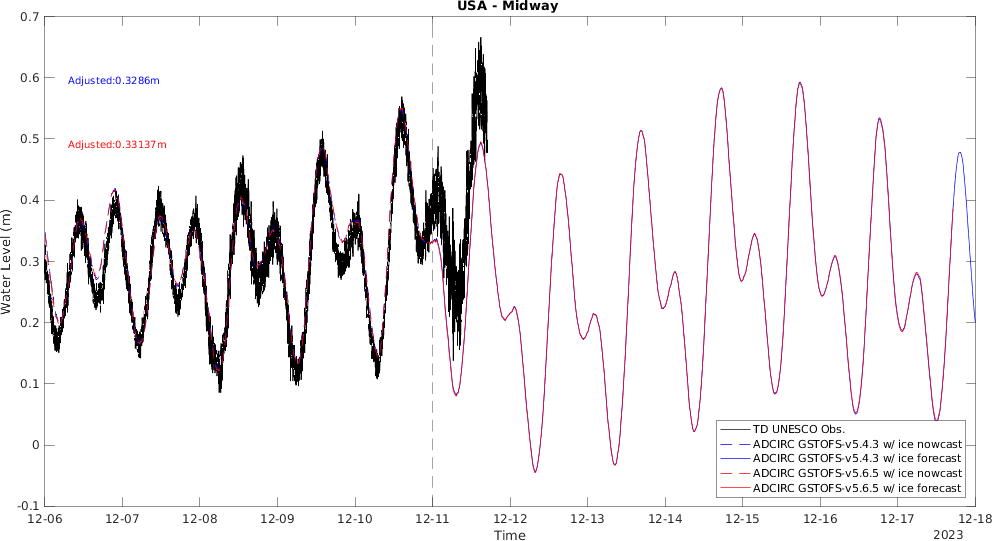 USA - Midway
0.7
0.6
0.5
0.4
0.3
0.2
0.1
0
-0.1
Water Level (m)
Adjusted:0.3286m
Adjusted:0.33137m
TD UNESCO Obs.
ADCIRC GSTOFS-v5.4.3 w/ ice nowcast
ADCIRC GSTOFS-v5.4.3 w/ ice forecast
ADCIRC GSTOFS-v5.6.5 w/ ice nowcast
ADCIRC GSTOFS-v5.6.5 w/ ice forecast
12-06 12-07 12-08 12-09 12-10 12-11 12-12 12-13 12-14 12-15 12-16 12-17 12-18
Time
2023